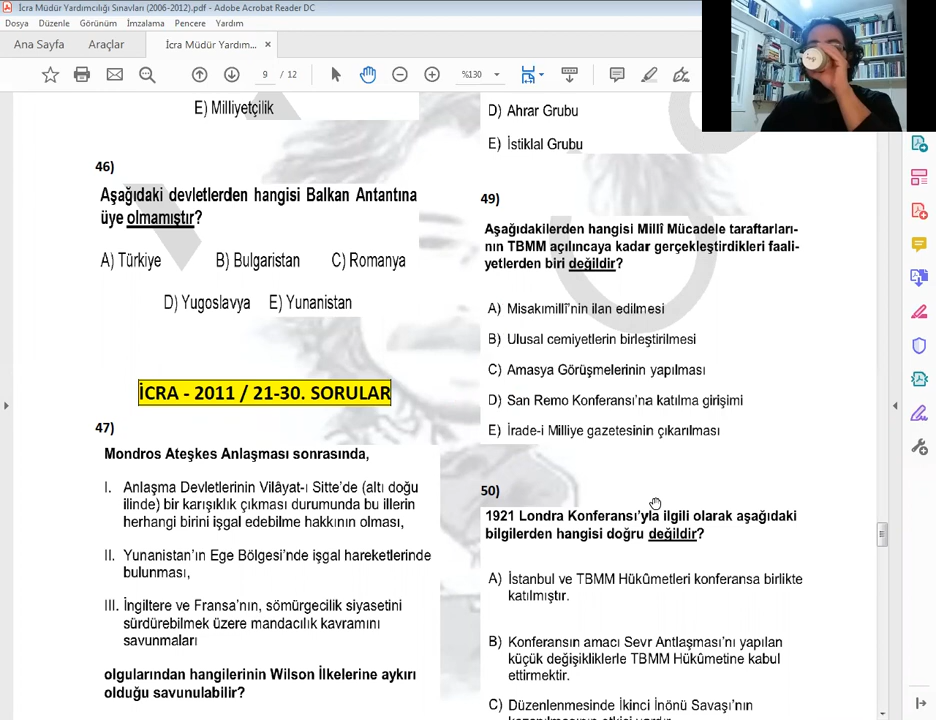 İcra Müdür Yardımcılığı Sınavları (2006-2012).pdf - Adobe Acrobat Reader DC
Dosya Düzenle Görünüm İmzalama Pencere Yardım
Ana Sayfa Araçlar İcra Müdür Yardım... ×
9 / 12 %130
E) Milliyetçilik
46)
Aşağıdaki devletlerden hangisi Balkan Antantına
üye olmamıştır?
A) Türkiye B) Bulgaristan C) Romanya
D) Yugoslavya E) Yunanistan
İCRA - 2011 / 21-30. SORULAR
47)
Mondros Ateşkes Anlaşması sonrasında,
I. Anlaşma Devletlerinin Vilâyat-ı Sitte'de (altı doğu
ilinde) bir karışıklık çıkması durumunda bu illerin
herhangi birini işgal edebilme hakkının olması,
II. Yunanistan'ın Ege Bölgesi'nde işgal hareketlerinde
bulunması,
III. İngiltere ve Fransa'nın, sömürgecilik siyasetini
sürdürebilmek üzere mandacılık kavramını
savunmaları
olgularından hangilerinin Wilson İlkelerine aykırı
olduğu savunulabilir?
D) Ahrar Grubu
E) İstiklal Grubu
49)
Aşağıdakilerden hangisi Millî Mücadele taraftarları-
nın TBMM açılıncaya kadar gerçekleştirdikleri faali-
yetlerden biri değildir?
A) Misakımillî'nin ilan edilmesi
B) Ulusal cemiyetlerin birleştirilmesi
C) Amasya Görüşmelerinin yapılması
D) San Remo Konferansı'na katılma girişimi
E) İrade-i Milliye gazetesinin çıkarılması
50)
1921 Londra Konferansı'yla ilgili olarak aşağıdaki
bilgilerden hangisi doğru değildir?
A) İstanbul ve TBMM Hükûmetleri konferansa birlikte
katılmıştır.
B) Konferansın amacı Sevr Antlaşması'nı yapılan
küçük değişikliklerle TBMM Hükûmetine kabul
ettirmektir.
C) Düzenlenmesinde İkinci İnönü Savaşı'nın
kazanılmasının etkisi vardır.